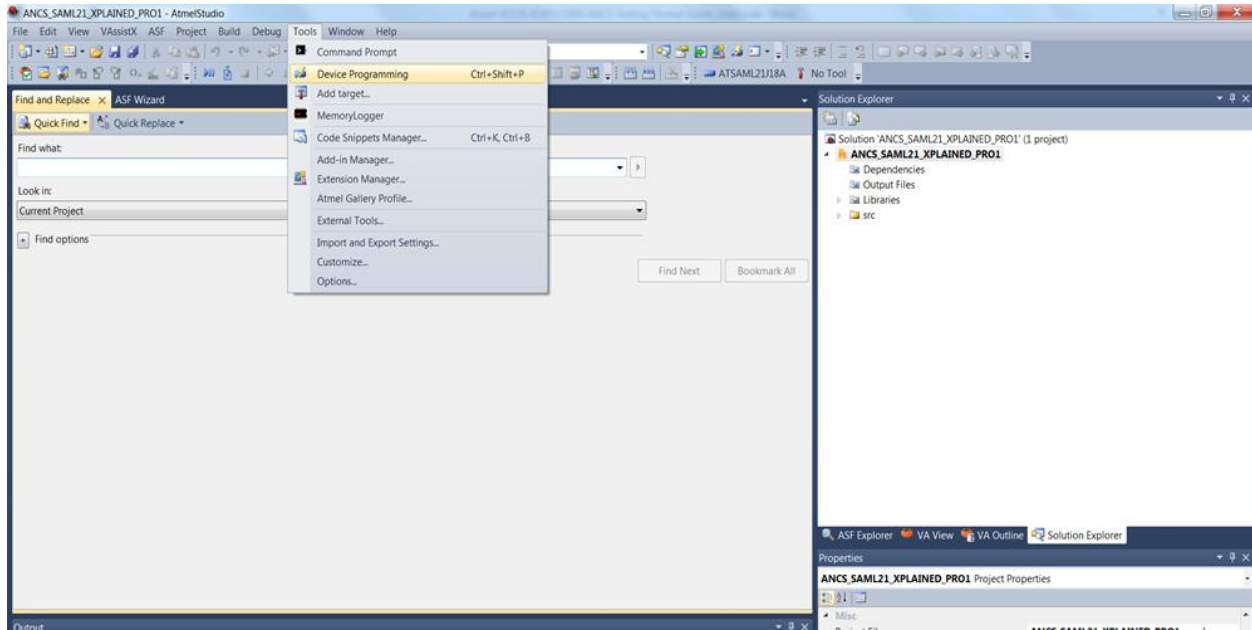 ANCS_SAML21_XPLAINED_PRO1 - AtmelStudio
File Edit View VAssistX ASF Project Build Debug Tools Window Help
ATSAML21J18A No Tool
Command Prompt
Device Programming Ctrl+Shift+P
Add target...
MemoryLogger
Code Snippets Manager... Ctrl+K, Ctrl+B
Add-in Manager...
Extension Manager...
Atmel Gallery Profile...
External Tools...
Import and Export Settings...
Customize...
Options...
Find and Replace ASF Wizard
Quick Find Quick Replace
Find what:
Look in:
Current Project
Find options
Find Next Bookmark All
Solution Explorer
Solution 'ANCS_SAML21_XPLAINED_PRO1' (1 project)
ANCS_SAML21_XPLAINED_PRO1
Dependencies
Output Files
Libraries
src
ASF Explorer VA View VA Outline Solution Explorer
Properties
ANCS_SAML21_XPLAINED_PRO1 Project Properties
Misc
Output